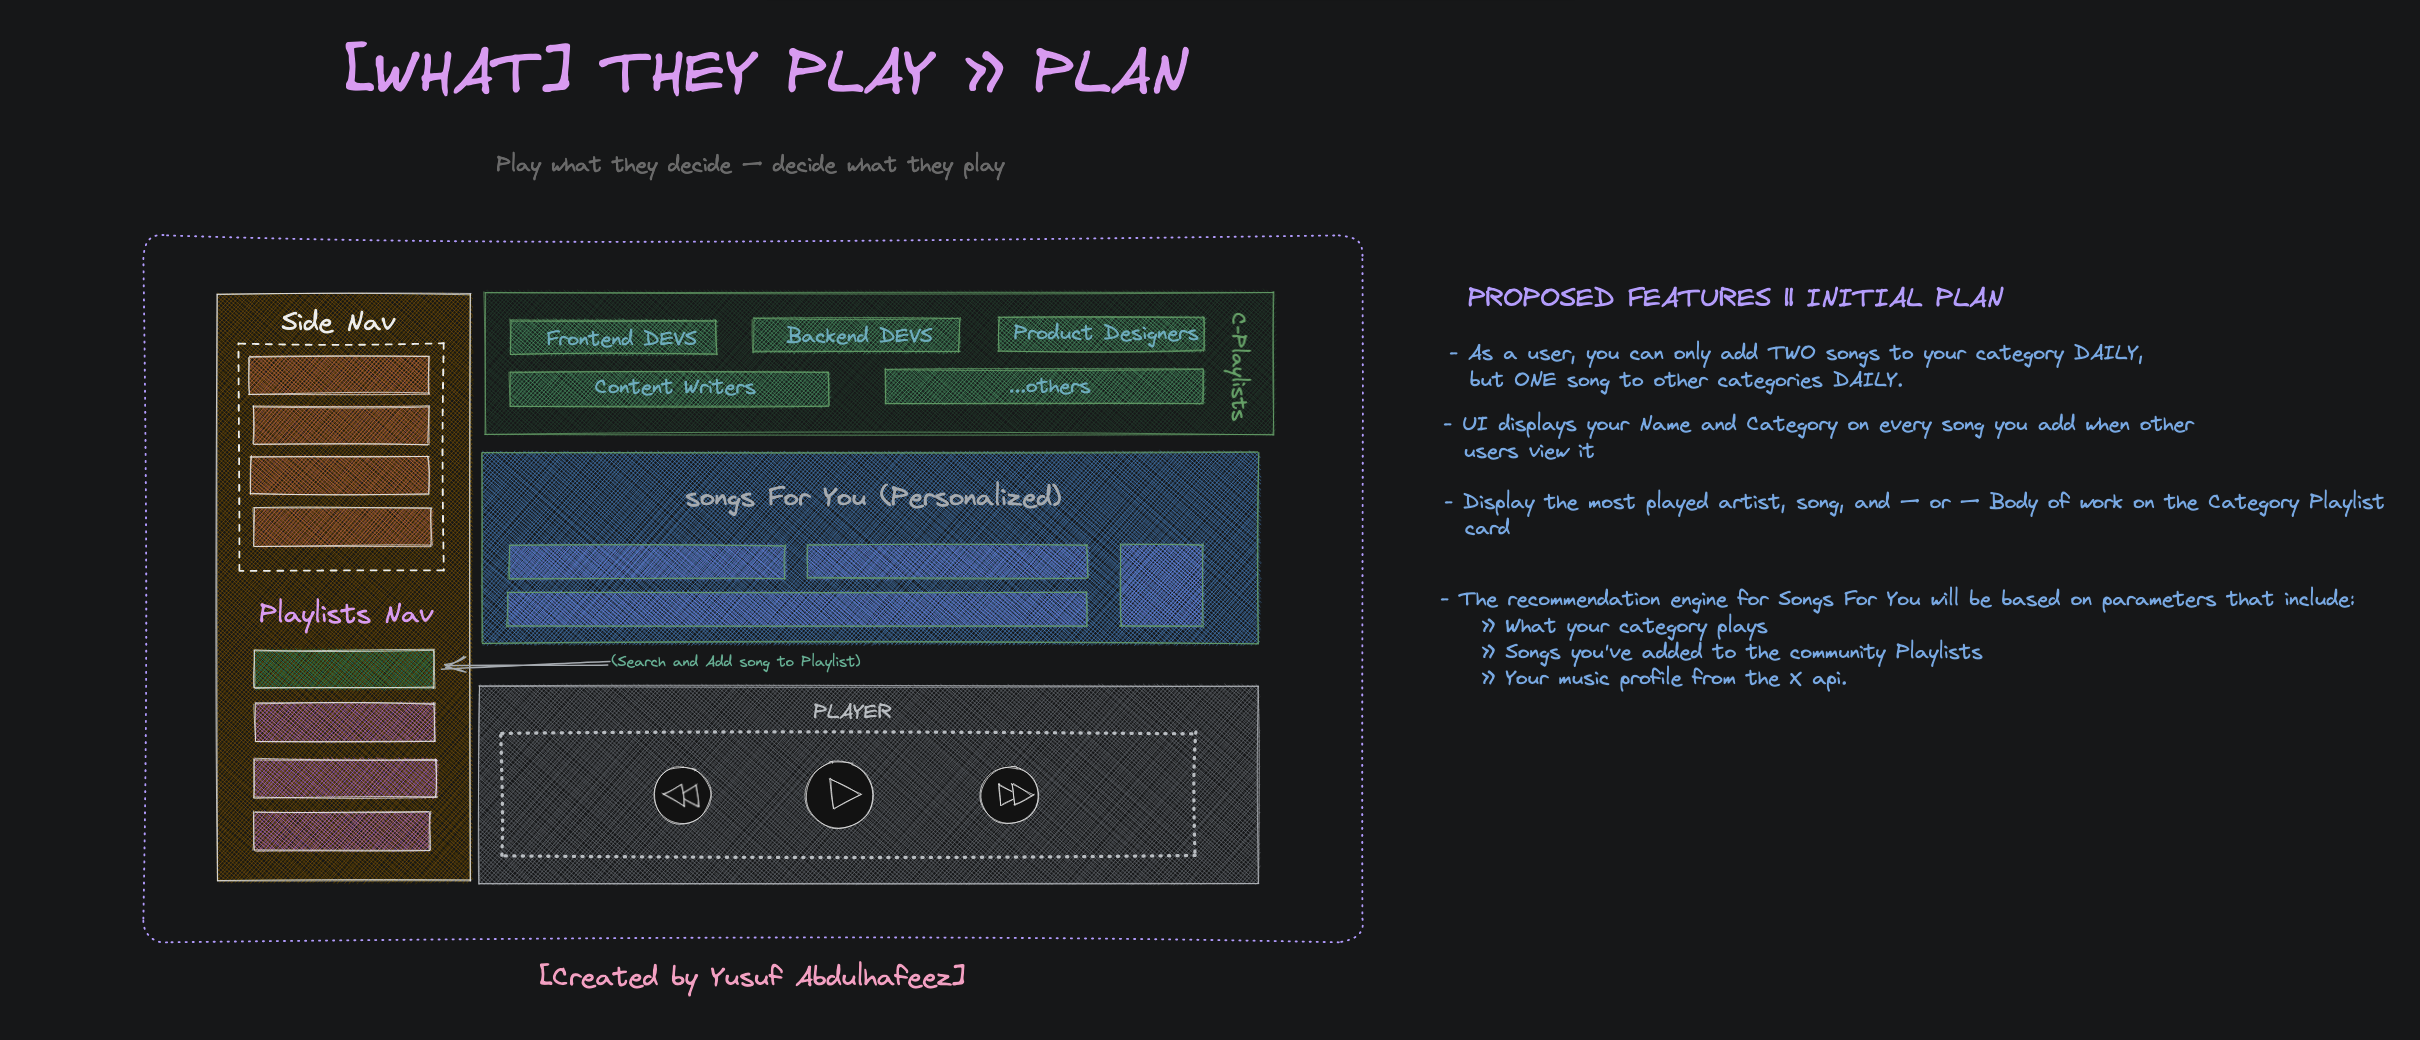 [WHAT] THEY PLAY >> PLAN
Play what they decide — decide what they play
Side Nav
Playlists Nav
Frontend DEVS
Backend DEVS
Product Designers
Content Writers
...others
C-Playlists
songs For You (Personalized)
(Search and Add song to Playlist)
PLAYER
[Created by Yusuf Abdulhafeez]
PROPOSED FEATURES || INITIAL PLAN
- As a user, you can only add TWO songs to your category DAILY,
but ONE song to other categories DAILY.
- UI displays your Name and Category on every song you add when other
users view it
- Display the most played artist, song, and — or — Body of work on the Category Playlist
card
- The recommendation engine for Songs For You will be based on parameters that include:
>> What your category plays
>> Songs you've added to the community Playlists
>> Your music profile from the X api.